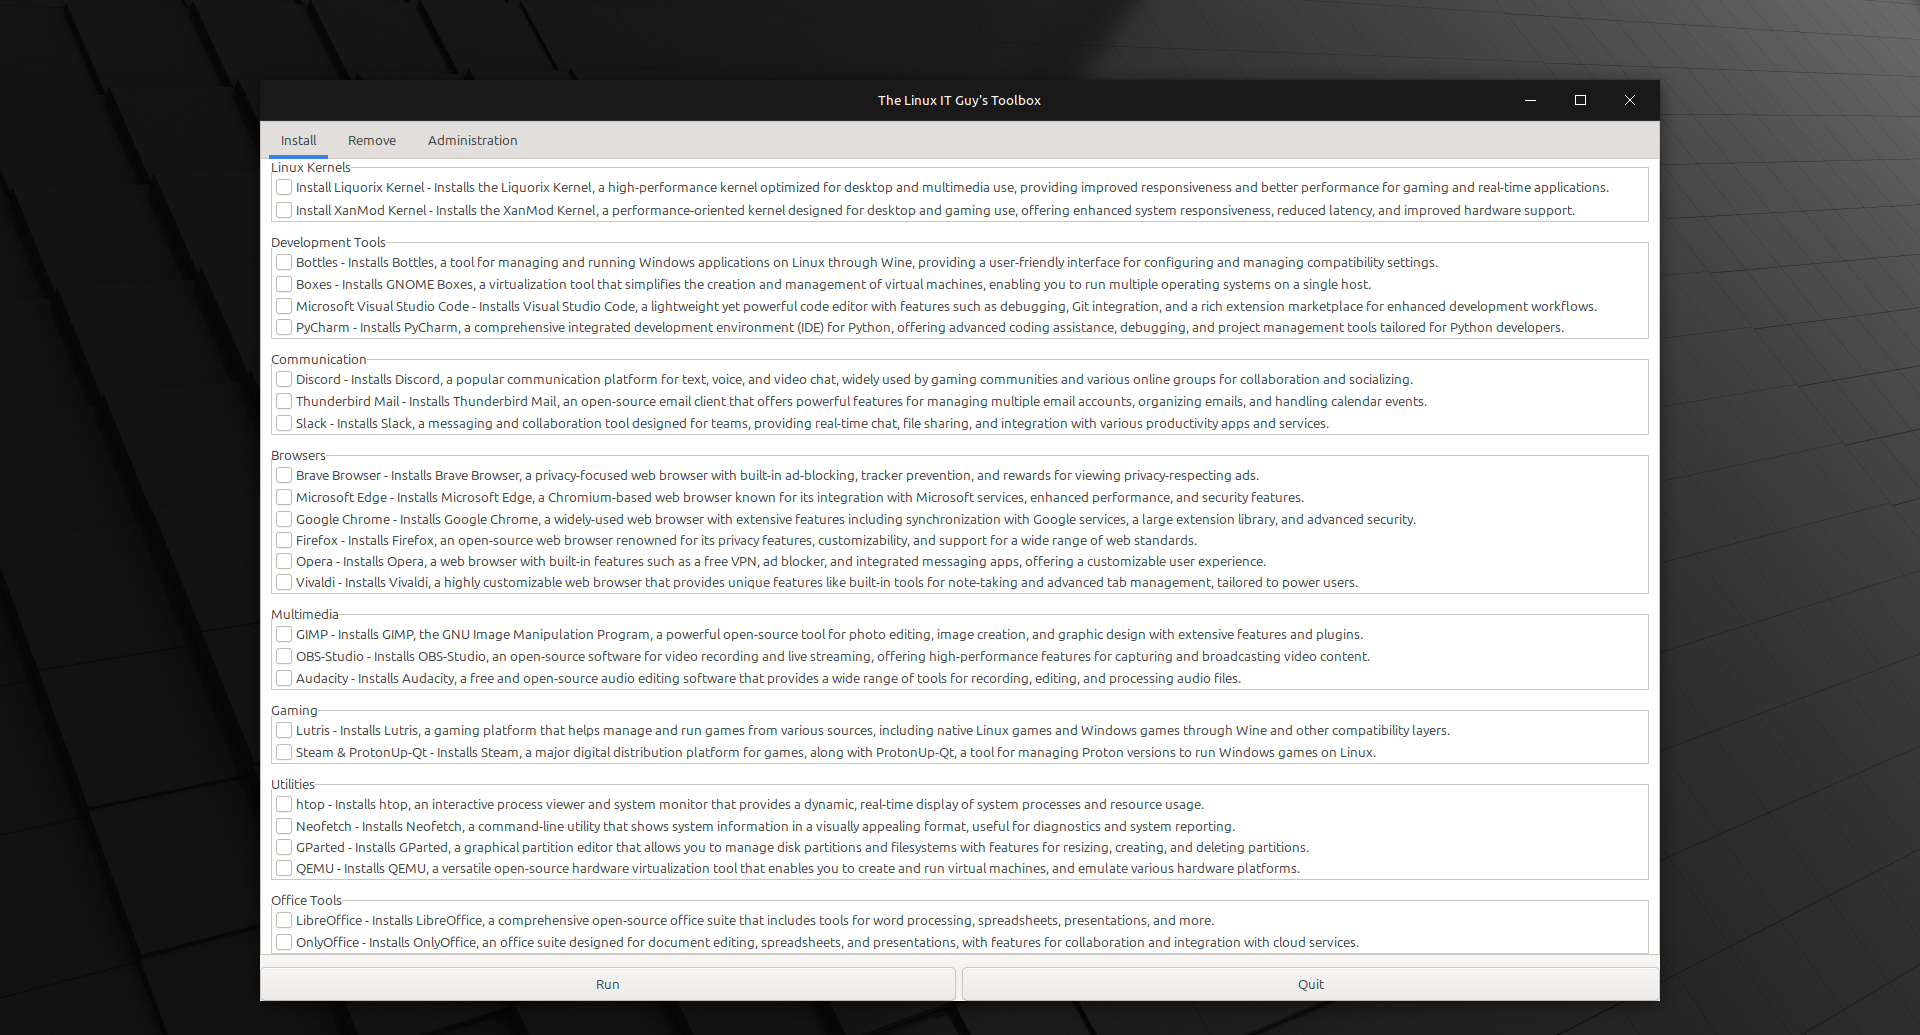 The Linux IT Guy's Toolbox
Install Remove Administration
Linux Kernels
Install Liquorix Kernel - Installs the Liquorix Kernel, a high-performance kernel optimized for desktop and multimedia use, providing improved responsiveness and better performance for gaming and real-time applications.
Install XanMod Kernel - Installs the XanMod Kernel, a performance-oriented kernel designed for desktop and gaming use, offering enhanced system responsiveness, reduced latency, and improved hardware support.
Development Tools
Bottles - Installs Bottles, a tool for managing and running Windows applications on Linux through Wine, providing a user-friendly interface for configuring and managing compatibility settings.
Boxes - Installs GNOME Boxes, a virtualization tool that simplifies the creation and management of virtual machines, enabling you to run multiple operating systems on a single host.
Microsoft Visual Studio Code - Installs Visual Studio Code, a lightweight yet powerful code editor with features such as debugging, Git integration, and a rich extension marketplace for enhanced development workflows.
PyCharm - Installs PyCharm, a comprehensive integrated development environment (IDE) for Python, offering advanced coding assistance, debugging, and project management tools tailored for Python developers.
Communication
Discord - Installs Discord, a popular communication platform for text, voice, and video chat, widely used by gaming communities and various online groups for collaboration and socializing.
Thunderbird Mail - Installs Thunderbird Mail, an open-source email client that offers powerful features for managing multiple email accounts, organizing emails, and handling calendar events.
Slack - Installs Slack, a messaging and collaboration tool designed for teams, providing real-time chat, file sharing, and integration with various productivity apps and services.
Browsers
Brave Browser - Installs Brave Browser, a privacy-focused web browser with built-in ad-blocking, tracker prevention, and rewards for viewing privacy-respecting ads.
Microsoft Edge - Installs Microsoft Edge, a Chromium-based web browser known for its integration with Microsoft services, enhanced performance, and security features.
Google Chrome - Installs Google Chrome, a widely-used web browser with extensive features including synchronization with Google services, a large extension library, and advanced security.
Firefox - Installs Firefox, an open-source web browser renowned for its privacy features, customizability, and support for a wide range of web standards.
Opera - Installs Opera, a web browser with built-in features such as a free VPN, ad blocker, and integrated messaging apps, offering a customizable user experience.
Vivaldi - Installs Vivaldi, a highly customizable web browser that provides unique features like built-in tools for note-taking and advanced tab management, tailored to power users.
Multimedia
GIMP - Installs GIMP, the GNU Image Manipulation Program, a powerful open-source tool for photo editing, image creation, and graphic design with extensive features and plugins.
OBS-Studio - Installs OBS-Studio, an open-source software for video recording and live streaming, offering high-performance features for capturing and broadcasting video content.
Audacity - Installs Audacity, a free and open-source audio editing software that provides a wide range of tools for recording, editing, and processing audio files.
Gaming
Lutris - Installs Lutris, a gaming platform that helps manage and run games from various sources, including native Linux games and Windows games through Wine and other compatibility layers.
Steam & ProtonUp-Qt - Installs Steam, a major digital distribution platform for games, along with ProtonUp-Qt, a tool for managing Proton versions to run Windows games on Linux.
Utilities
htop - Installs htop, an interactive process viewer and system monitor that provides a dynamic, real-time display of system processes and resource usage.
Neofetch - Installs Neofetch, a command-line utility that shows system information in a visually appealing format, useful for diagnostics and system reporting.
GParted - Installs GParted, a graphical partition editor that allows you to manage disk partitions and filesystems with features for resizing, creating, and deleting partitions.
QEMU - Installs QEMU, a versatile open-source hardware virtualization tool that enables you to create and run virtual machines, and emulate various hardware platforms.
Office Tools
LibreOffice - Installs LibreOffice, a comprehensive open-source office suite that includes tools for word processing, spreadsheets, presentations, and more.
OnlyOffice - Installs OnlyOffice, an office suite designed for document editing, spreadsheets, and presentations, with features for collaboration and integration with cloud services.
Run Quit